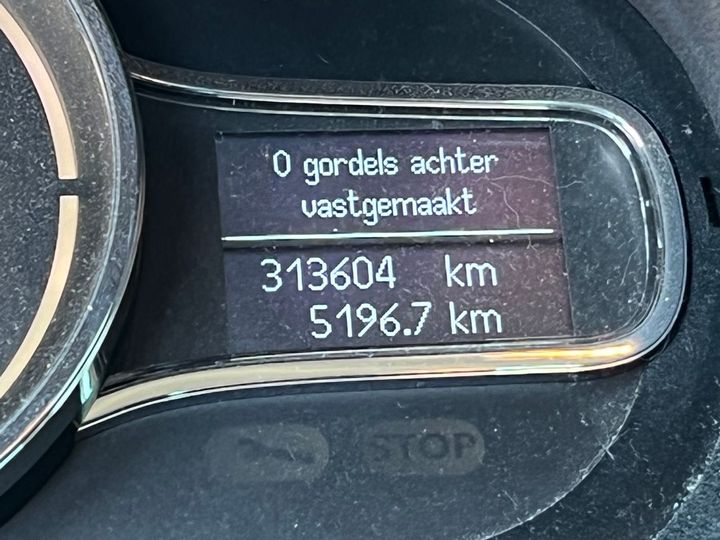 0 gordels achter
vastgemaakt
313604 km
5196.7 km
STOP